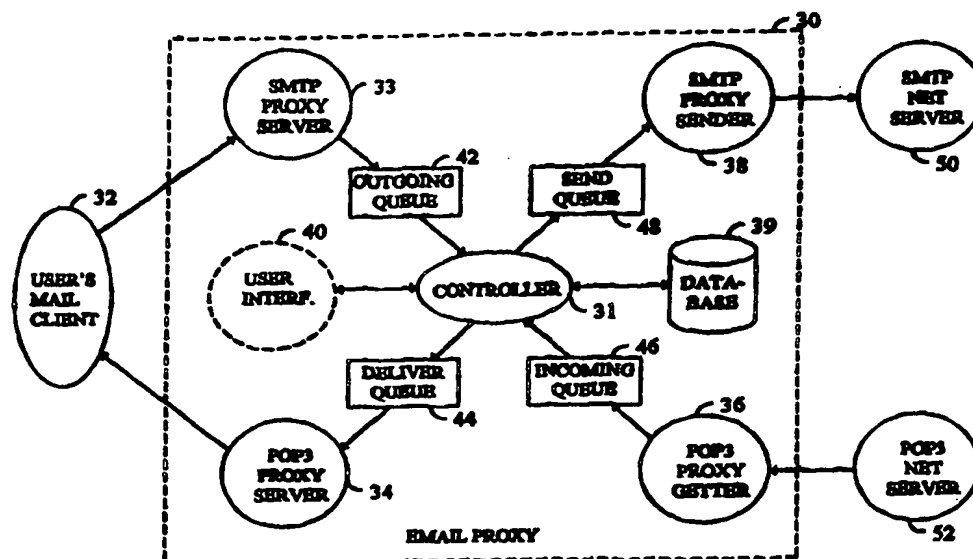 30
SMTP
PROXY
SERVER
33
SMTP
PROXY
SENDER
38
SMTP
NET
SERVER
50
42
OUTGOING
QUEUE
SEND
QUEUE
48
32
USER'S
MAIL
CLIENT
40
USER
INTERF.
CONTROLLER
31
39
DATA-
BASE
DELIVER
QUEUE
44
46
INCOMING
QUEUE
POP3
PROXY
SERVER
34
36
POP3
PROXY
GETTER
POP3
NET
SERVER
52
EMAIL PROXY